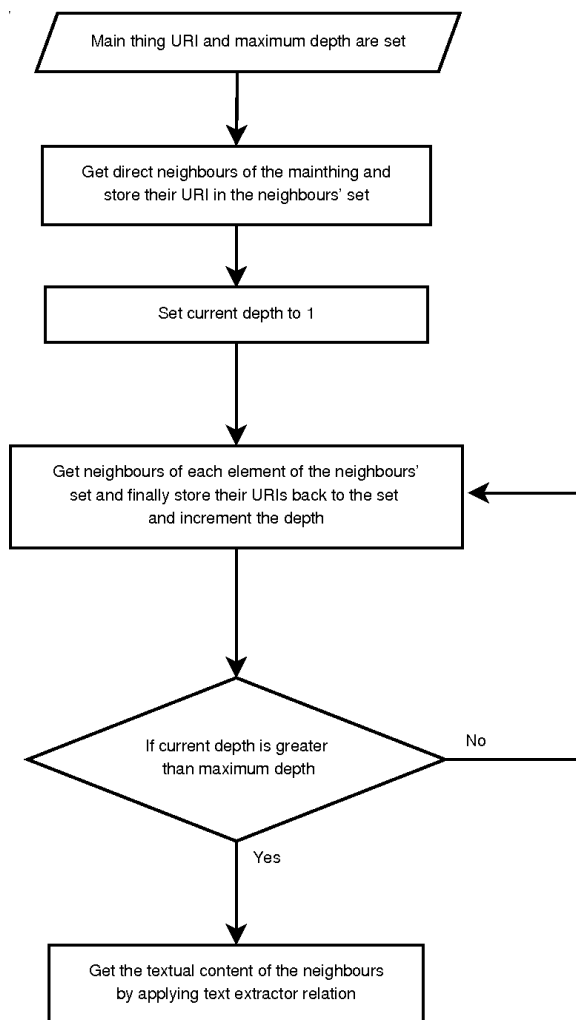 Main thing URI and maximum depth are set
Get direct neighbours of the mainthing and
store their URI in the neighbours' set
Set current depth to 1
Get neighbours of each element of the neighbours'
set and finally store their URIs back to the set
and increment the depth
If current depth is greater
than maximum depth
No
Yes
Get the textual content of the neighbours
by applying text extractor relation